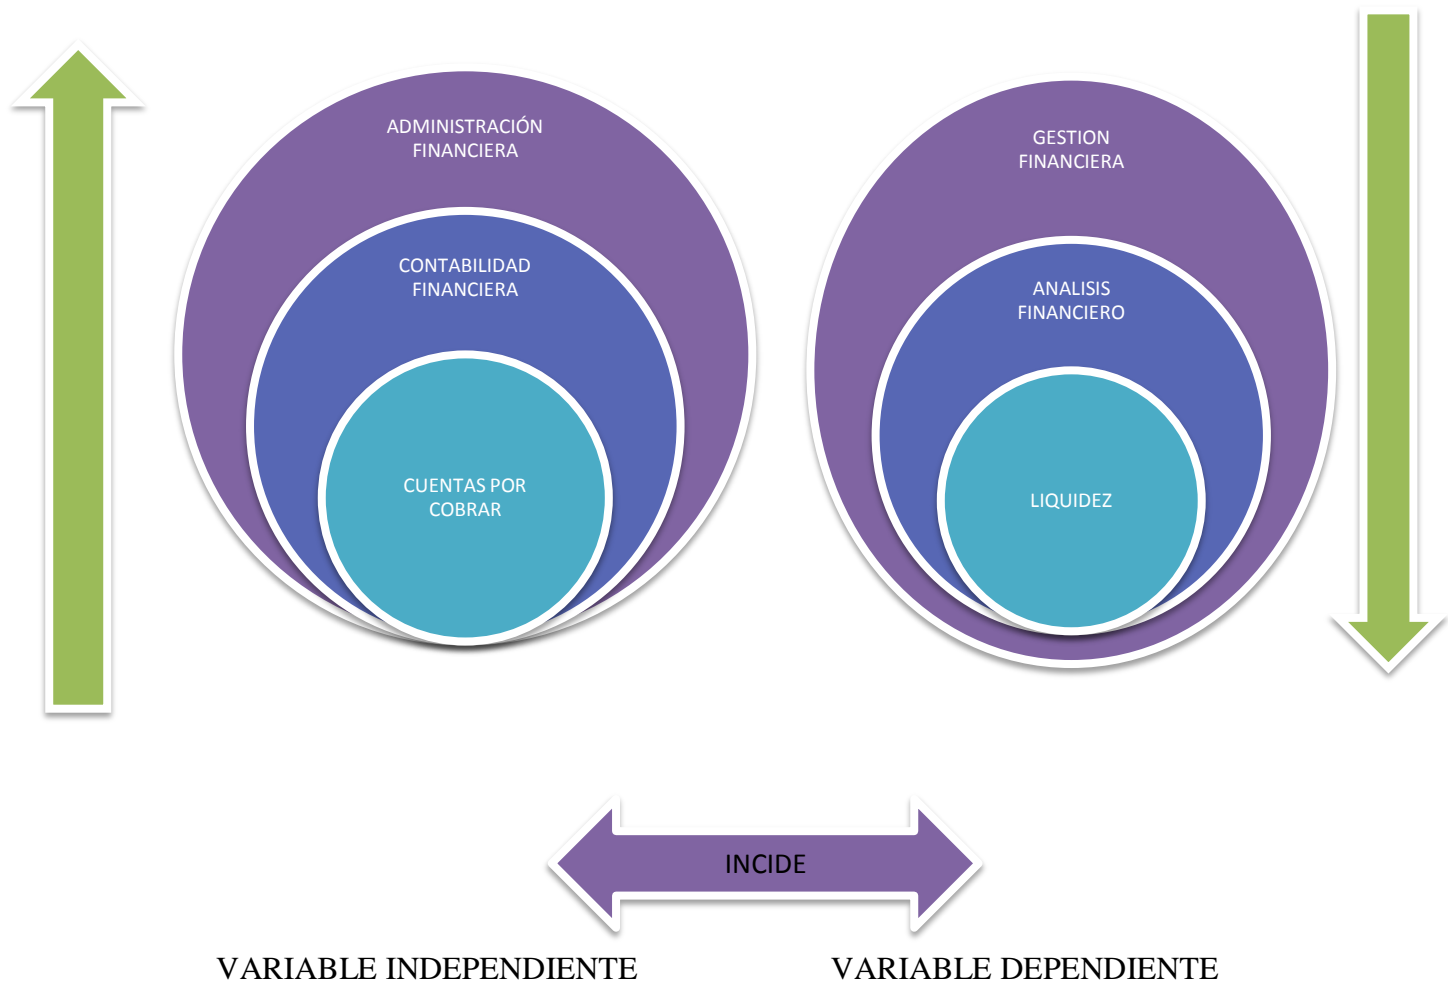 ADMINISTRACIÓN
FINANCIERA
CONTABILIDAD
FINANCIERA
CUENTAS POR
COBRAR
GESTION
FINANCIERA
ANALISIS
FINANCIERO
LIQUIDEZ
INCIDE
VARIABLE INDEPENDIENTE
VARIABLE DEPENDIENTE